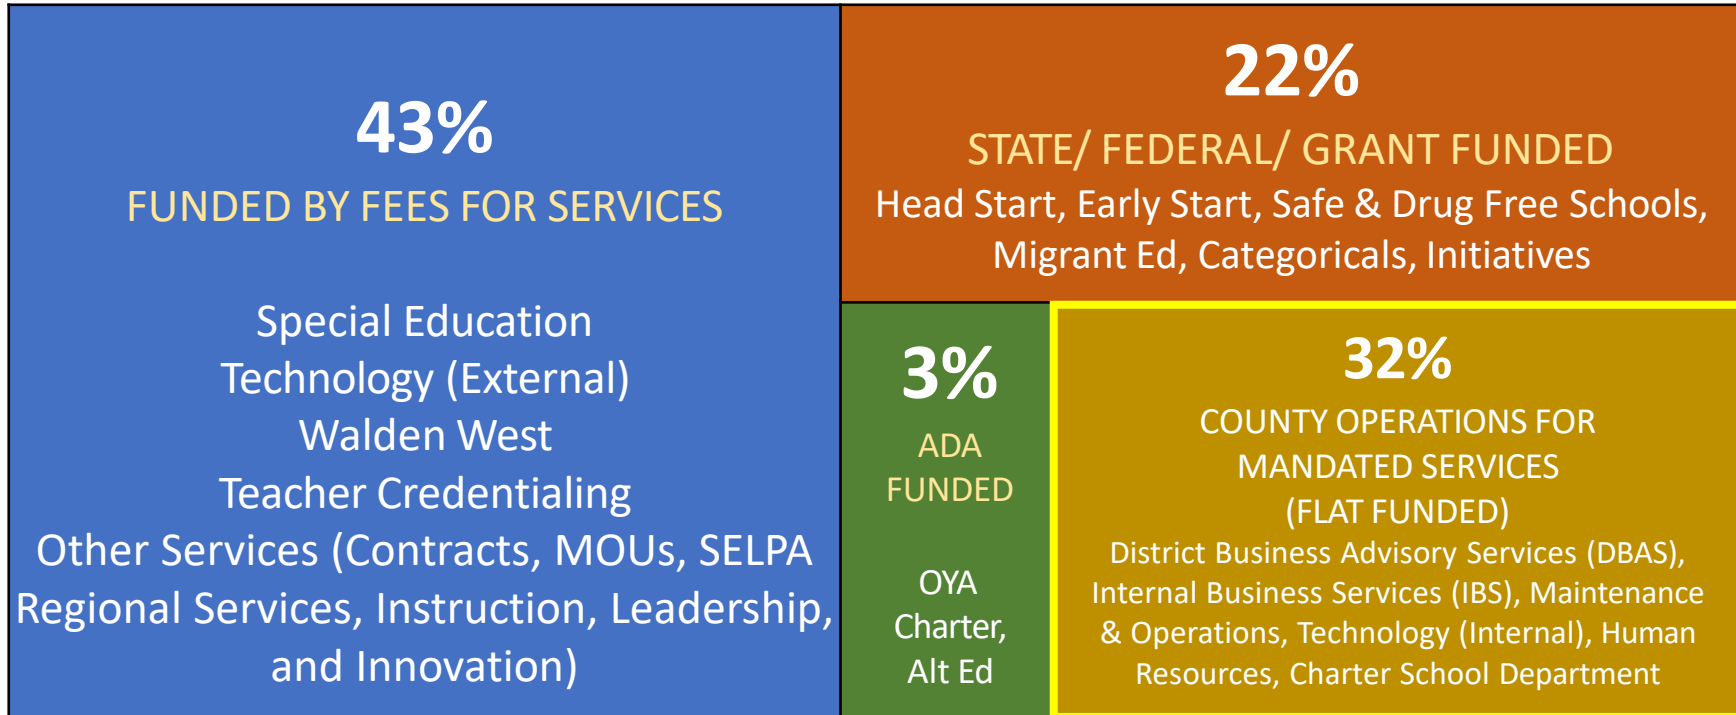 43%
FUNDED BY FEES FOR SERVICES
Special Education
Technology (External)
Walden West
Teacher Credentialing
Other Services (Contracts, MOUs, SELPA
Regional Services, Instruction, Leadership,
and Innovation)
22%
STATE/ FEDERAL/ GRANT FUNDED
Head Start, Early Start, Safe & Drug Free Schools,
Migrant Ed, Categoricals, Initiatives
3%
ADA
FUNDED
OYA
Charter,
Alt Ed
32%
COUNTY OPERATIONS FOR
MANDATED SERVICES
(FLAT FUNDED)
District Business Advisory Services (DBAS),
Internal Business Services (IBS), Maintenance
& Operations, Technology (Internal), Human
Resources, Charter School Department